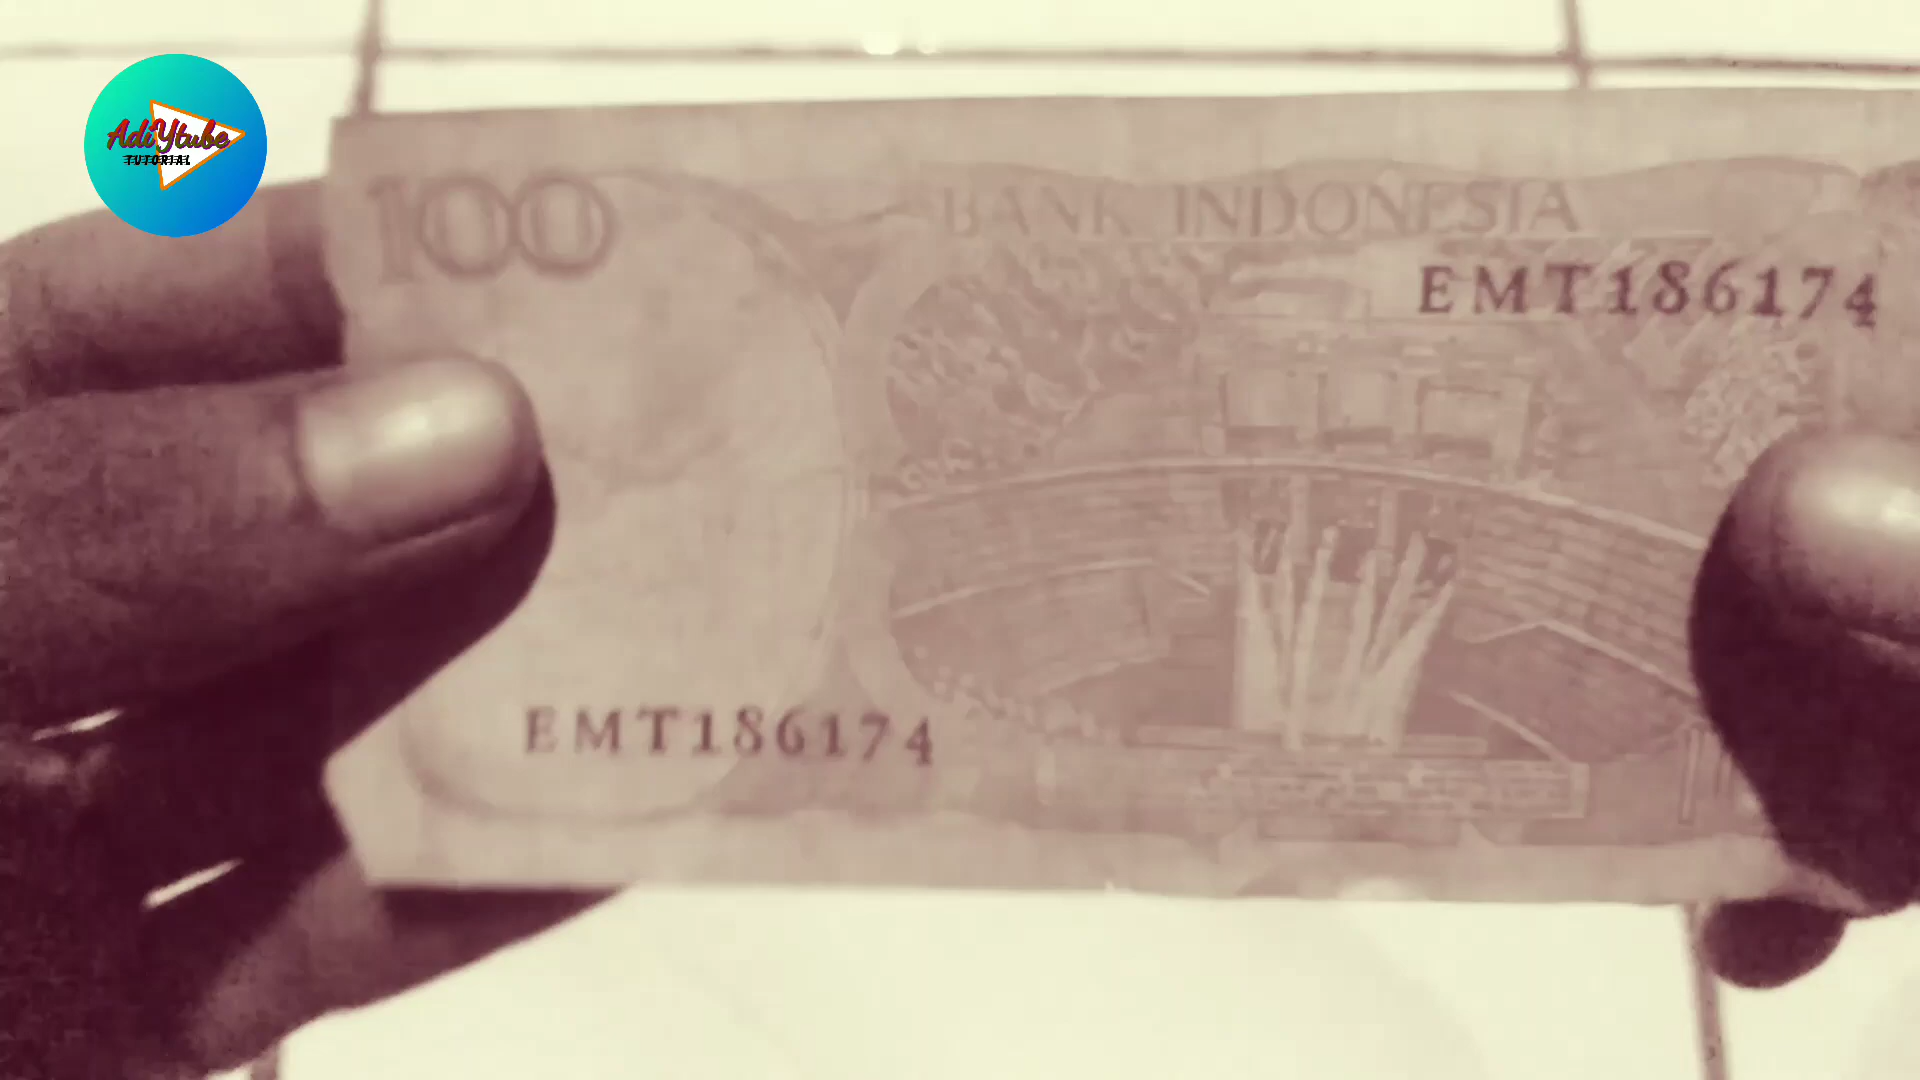 AdiYtube
TUTORIAL
100
BANK INDONESIA
EMT186174
EMT186174